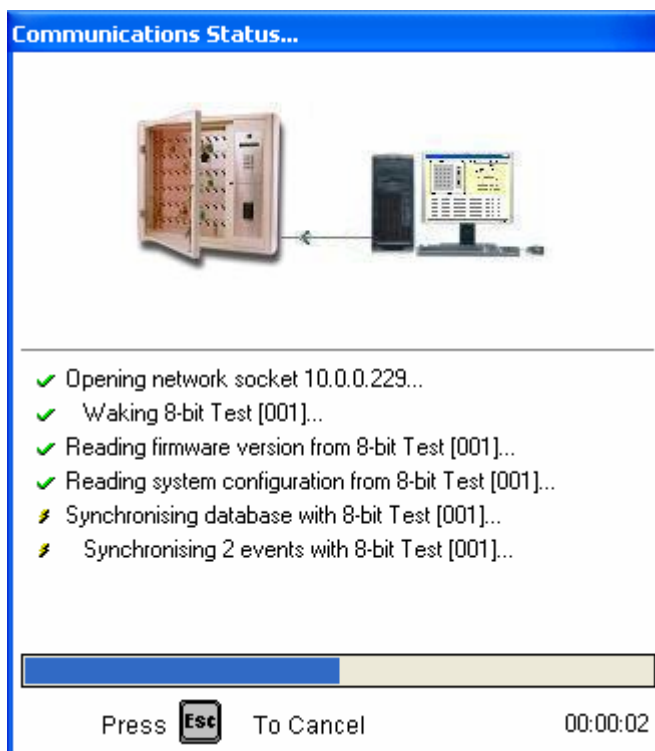 Communications Status...
Opening network socket 10.0.0.229...
Waking 8-bit Test [001]...
Reading firmware version from 8-bit Test [001]...
Reading system configuration from 8-bit Test [001]...
Synchronising database with 8-bit Test [001]...
Synchronising 2 events with 8-bit Test [001]...
Press Esc To Cancel 00:00:02